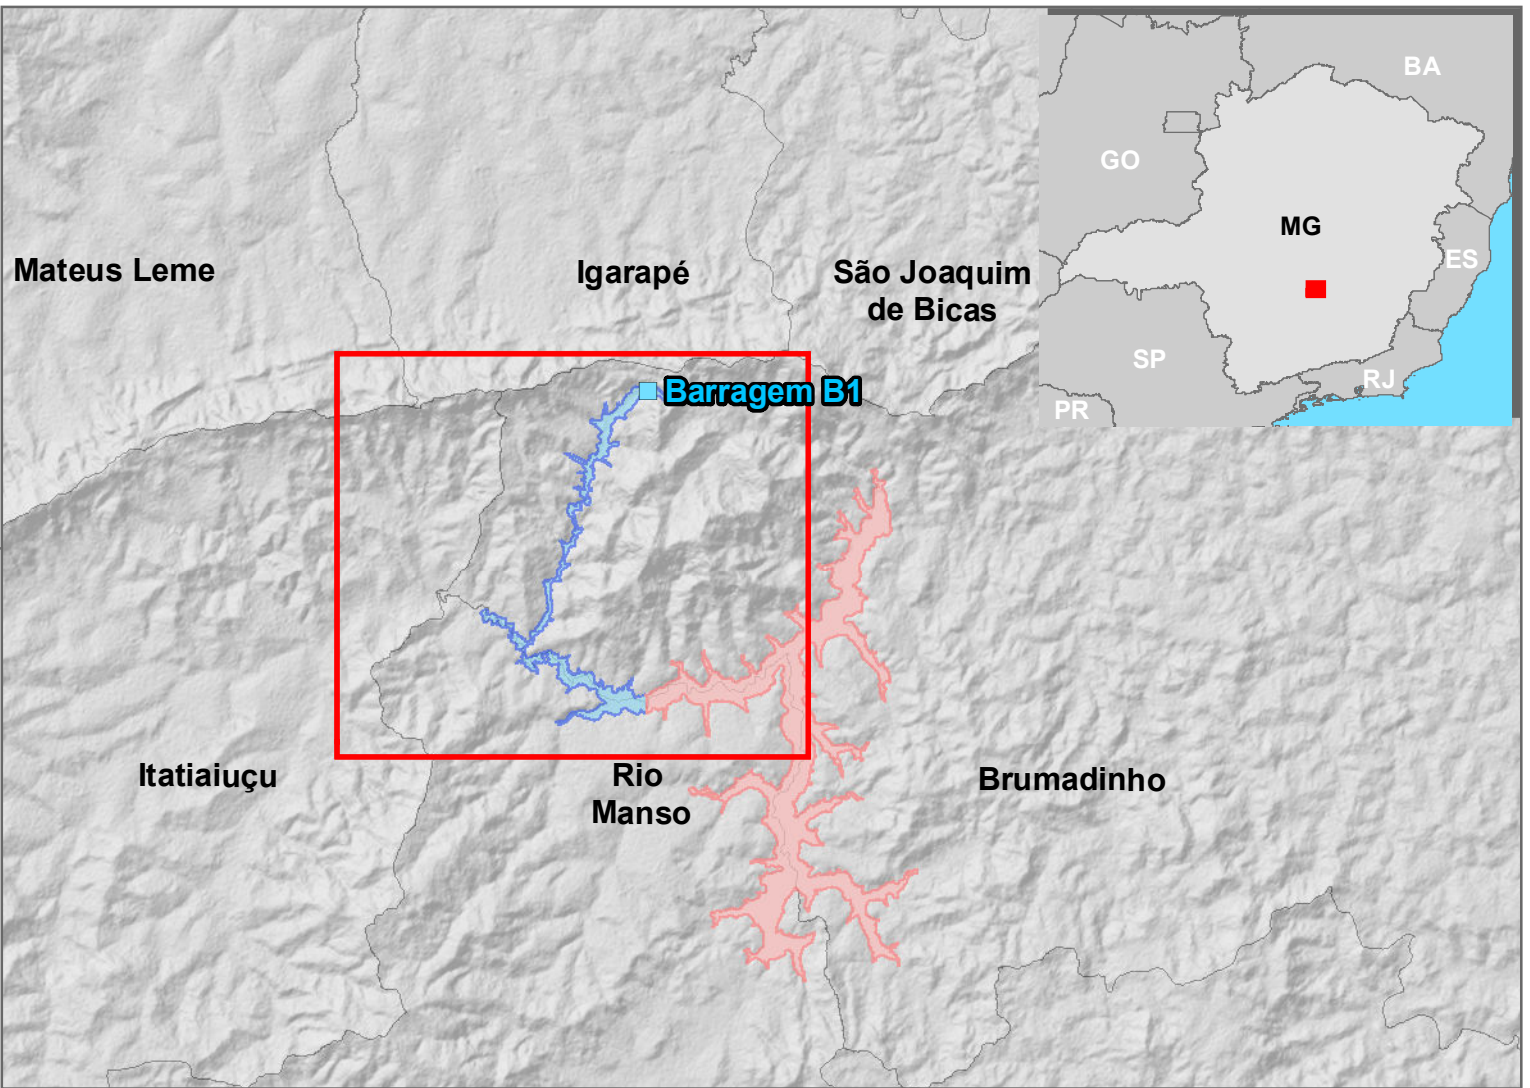 BA
GO
MG
ES
SP
RJ
PR
Mateus Leme
Igarapé
São Joaquim
de Bicas
Barragem B1
Itatiaiuçu
Rio
Manso
Brumadinho